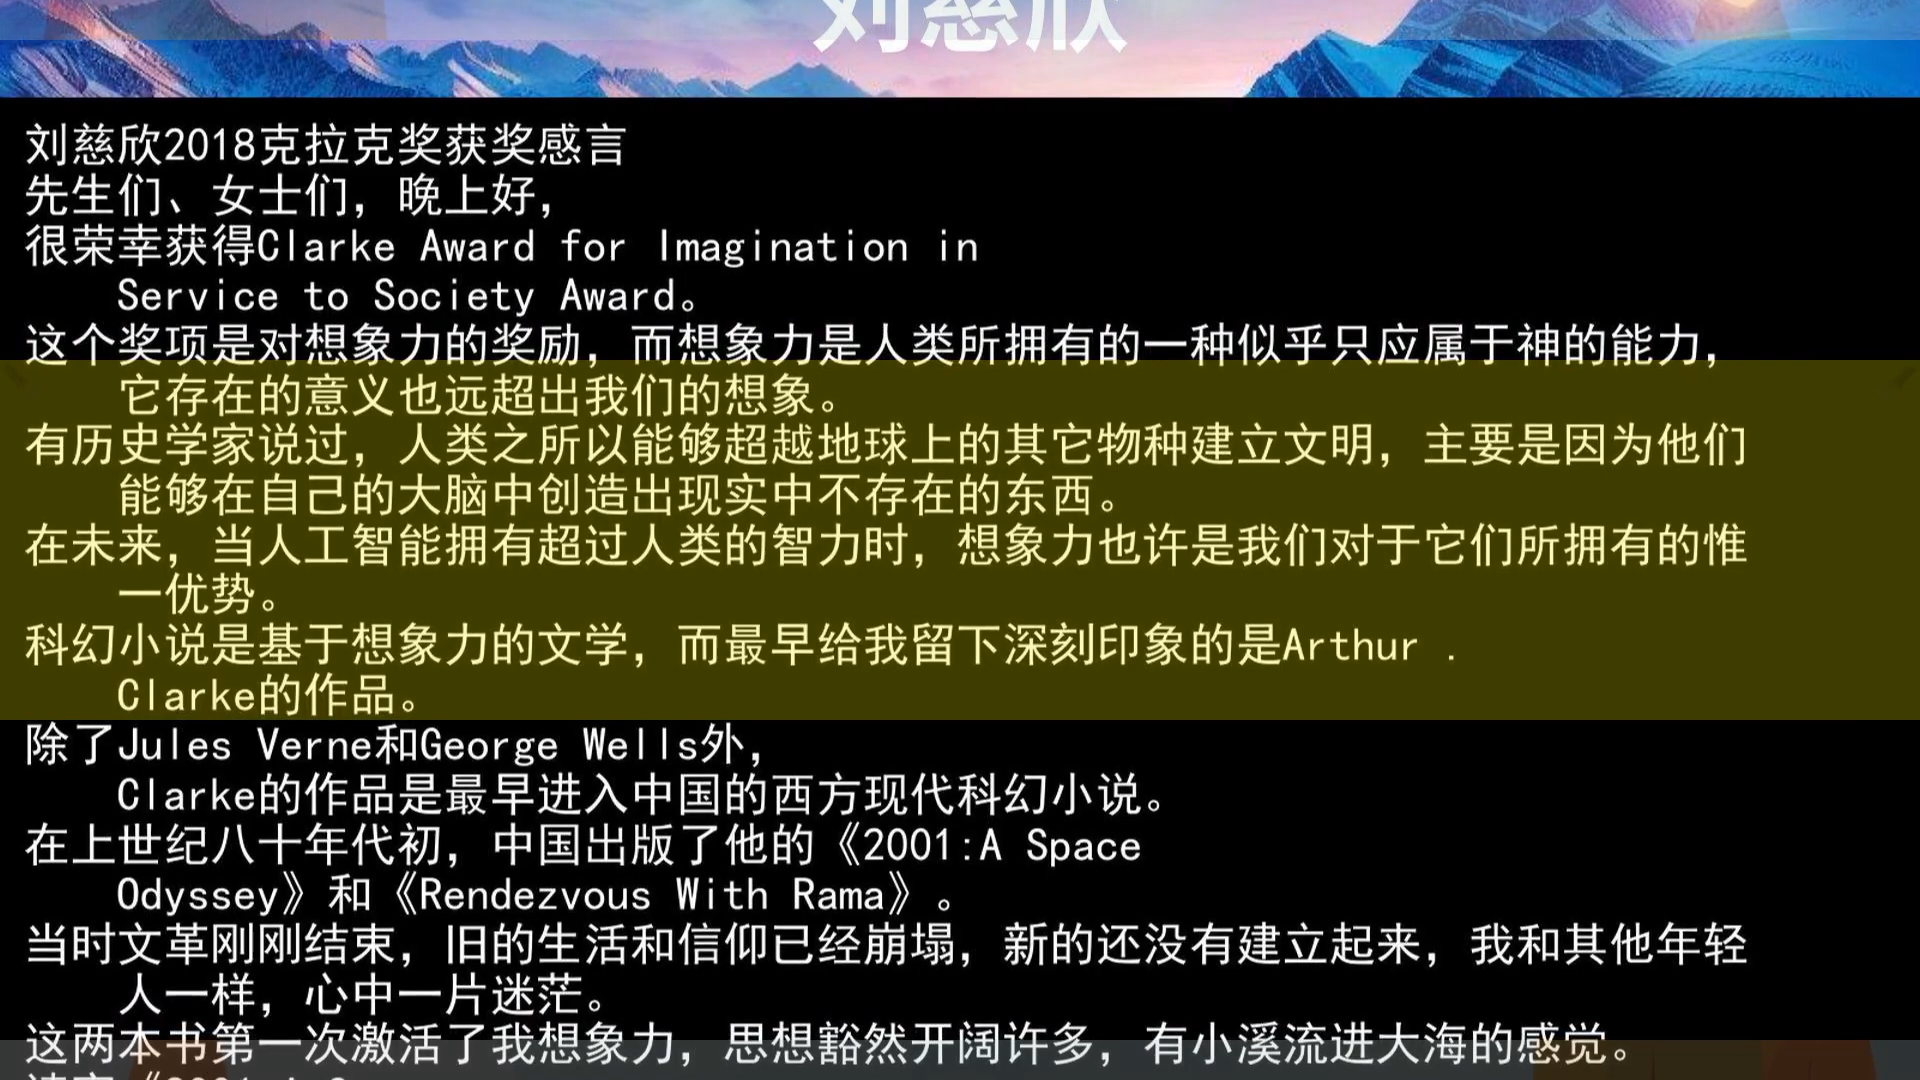 刘慈欣
刘慈欣2018克拉克奖获奖感言
先生们、女士们，晚上好，
很荣幸获得Clarke Award for Imagination in
Service to Society Award。
这个奖项是对想象力的奖励，而想象力是人类所拥有的一种似乎只应属于神的能力，
它存在的意义也远超出我们的想象。
有历史学家说过，人类之所以能够超越地球上的其它物种建立文明，主要是因为他们
能够在自己的大脑中创造出现实中不存在的东西。
在未来，当人工智能拥有超过人类的智力时，想象力也许是我们对于它们所拥有的惟
一优势。
科幻小说是基于想象力的文学，而最早给我留下深刻印象的是Arthur .
Clarke的作品。
除了Jules Verne和George Wells外，
Clarke的作品是最早进入中国的西方现代科幻小说。
在上世纪八十年代初，中国出版了他的《2001:A Space
Odyssey》和《Rendezvous With Rama》。
当时文革刚刚结束，旧的生活和信仰已经崩塌，新的还没有建立起来，我和其他年轻
人一样，心中一片迷茫。
这两本书第一次激活了我想象力，思想豁然开阔许多，有小溪流进大海的感觉。